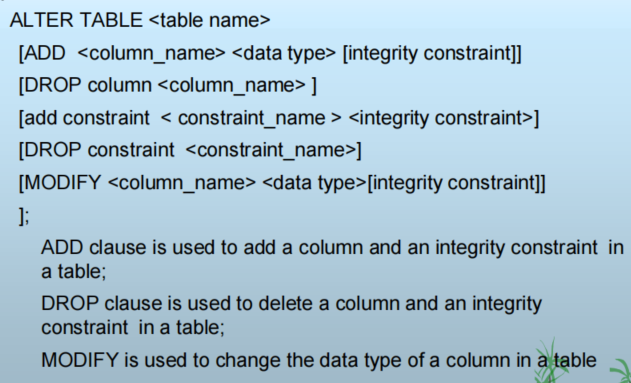 ALTER TABLE <table name>
[ADD <column_name> <data type> [integrity constraint]]
[DROP column <column_name> ]
[add constraint < constraint_name > <integrity constraint>]
[DROP constraint <constraint_name>]
[MODIFY <column_name> <data type>[integrity constraint]]
];
ADD clause is used to add a column and an integrity constraint in
a table;
DROP clause is used to delete a column and an integrity
constraint in a table;
MODIFY is used to change the data type of a column in a table